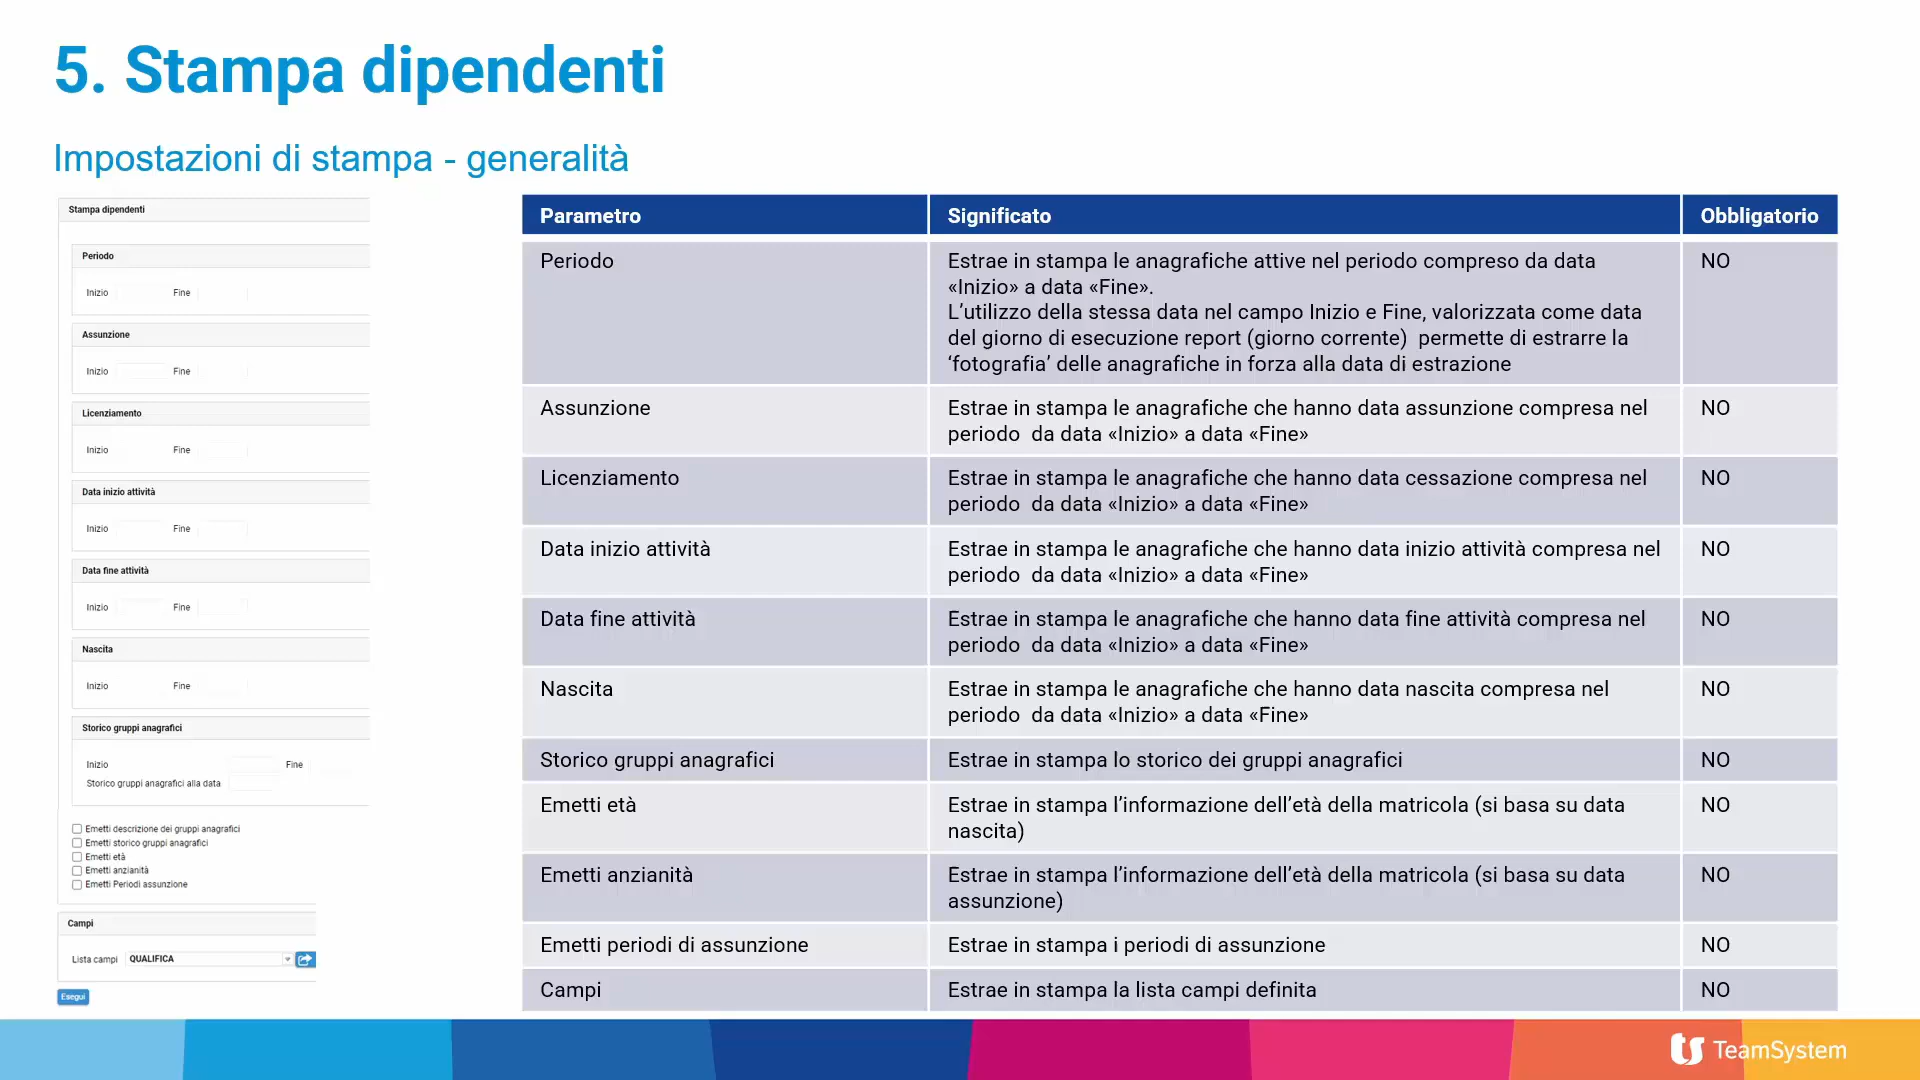 5. Stampa dipendenti
Impostazioni di stampa - generalità
Stampa dipendenti
Periodo
Inizio Fine
Assunzione
Inizio Fine
Licenziamento
Inizio Fine
Data inizio attività
Inizio Fine
Data fine attività
Inizio Fine
Nascita
Inizio Fine
Storico gruppi anagrafici
Inizio Fine
Storico gruppi anagrafici alla data
Emetti descrizione dei gruppi anagrafici
Emetti storico gruppi anagrafici
Emetti età
Emetti anzianità
Emetti Periodi assunzione
Campi
Lista campi QUALIFICA
Esegui
Parametro Significato Obbligatorio
Periodo Estrae in stampa le anagrafiche attive nel periodo compreso da data NO
«Inizio» a data «Fine».
L’utilizzo della stessa data nel campo Inizio e Fine, valorizzata come data
del giorno di esecuzione report (giorno corrente) permette di estrarre la
‘fotografia’ delle anagrafiche in forza alla data di estrazione
Assunzione Estrae in stampa le anagrafiche che hanno data assunzione compresa nel NO
periodo da data «Inizio» a data «Fine»
Licenziamento Estrae in stampa le anagrafiche che hanno data cessazione compresa nel NO
periodo da data «Inizio» a data «Fine»
Data inizio attività Estrae in stampa le anagrafiche che hanno data inizio attività compresa nel NO
periodo da data «Inizio» a data «Fine»
Data fine attività Estrae in stampa le anagrafiche che hanno data fine attività compresa nel NO
periodo da data «Inizio» a data «Fine»
Nascita Estrae in stampa le anagrafiche che hanno data nascita compresa nel NO
periodo da data «Inizio» a data «Fine»
Storico gruppi anagrafici Estrae in stampa lo storico dei gruppi anagrafici NO
Emetti età Estrae in stampa l’informazione dell’età della matricola (si basa su data NO
nascita)
Emetti anzianità Estrae in stampa l’informazione dell’età della matricola (si basa su data NO
assunzione)
Emetti periodi di assunzione Estrae in stampa i periodi di assunzione NO
Campi Estrae in stampa la lista campi definita NO
TeamSystem